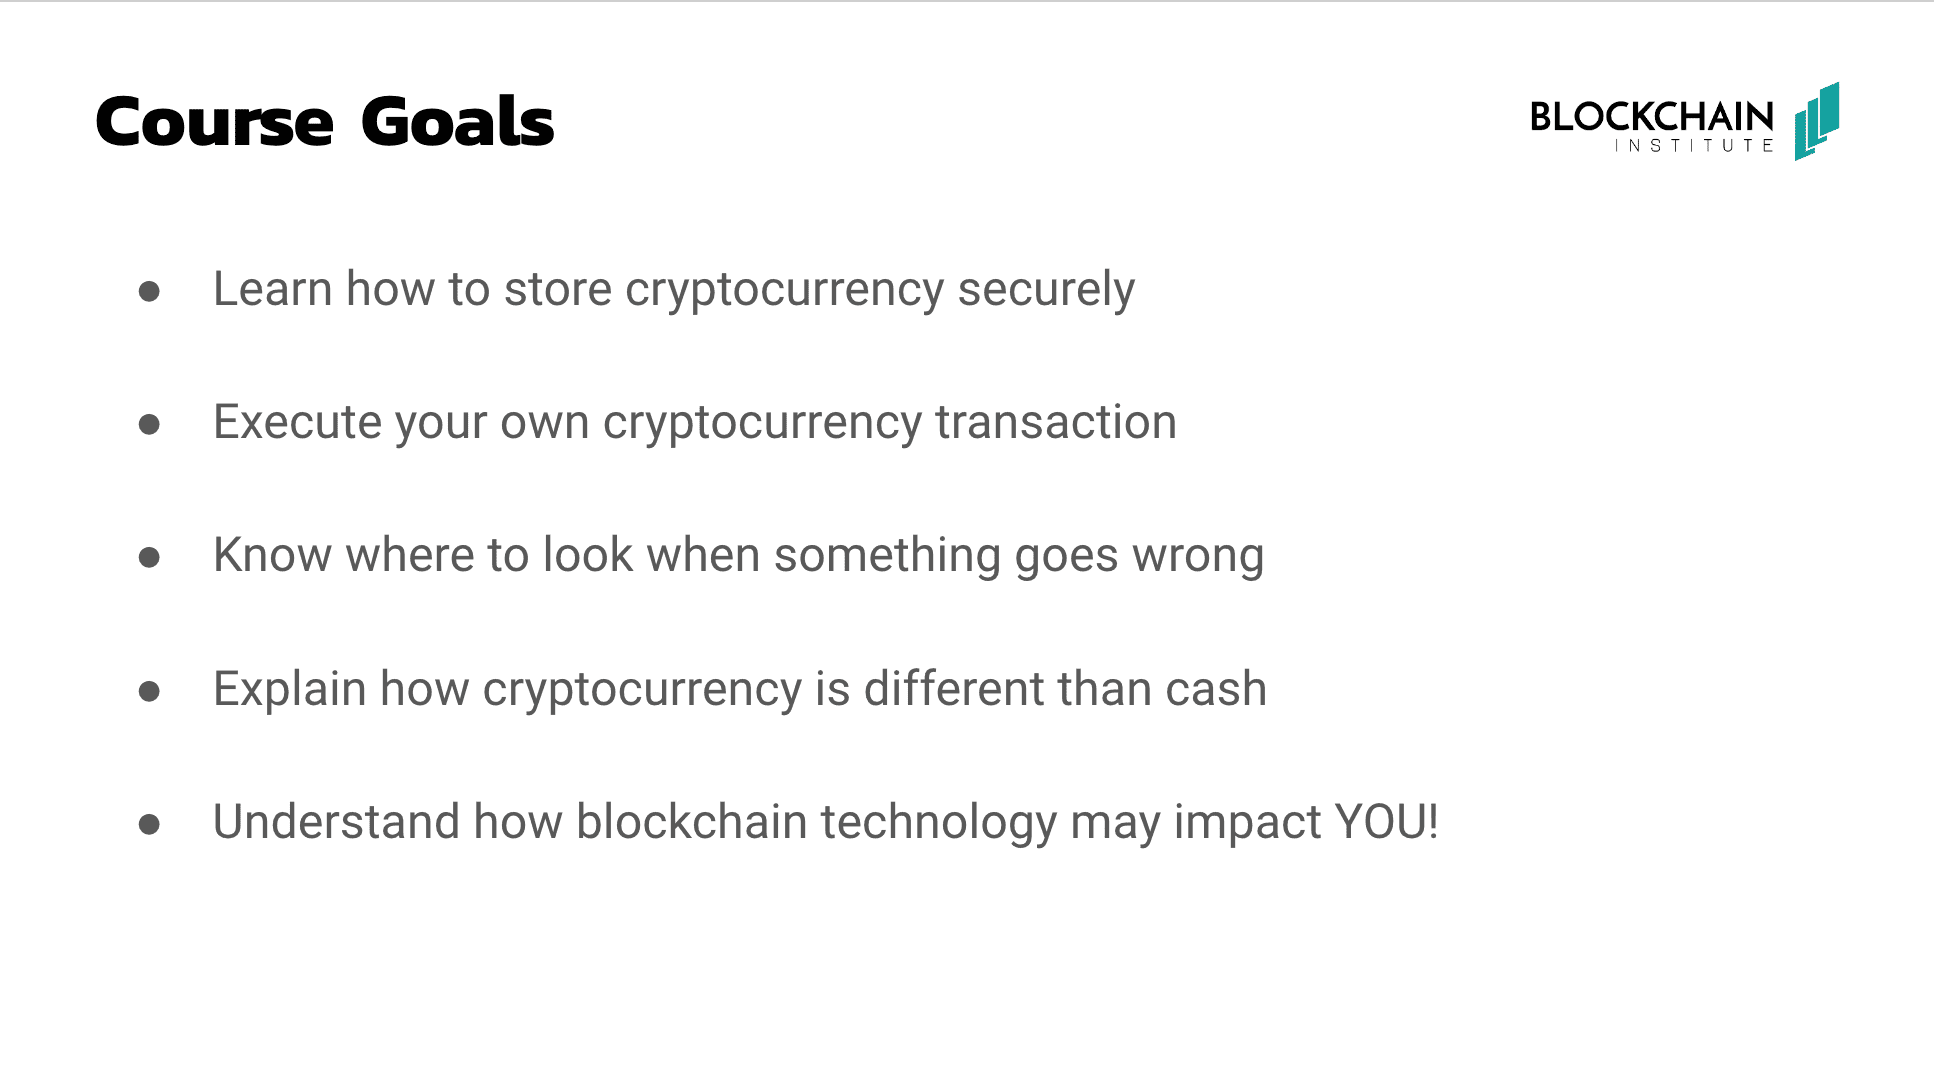 Course Goals
BLOCKCHAIN
INSTITUTE
● Learn how to store cryptocurrency securely
● Execute your own cryptocurrency transaction
● Know where to look when something goes wrong
● Explain how cryptocurrency is different than cash
● Understand how blockchain technology may impact YOU!